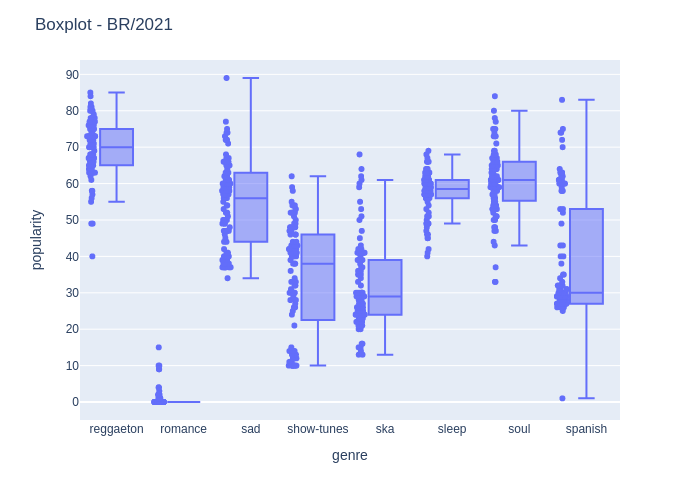 Boxplot - BR/2021
90
80
70
60
50
40
30
20
10
0
popularity
reggaeton romance sad show-tunes ska sleep soul spanish
genre